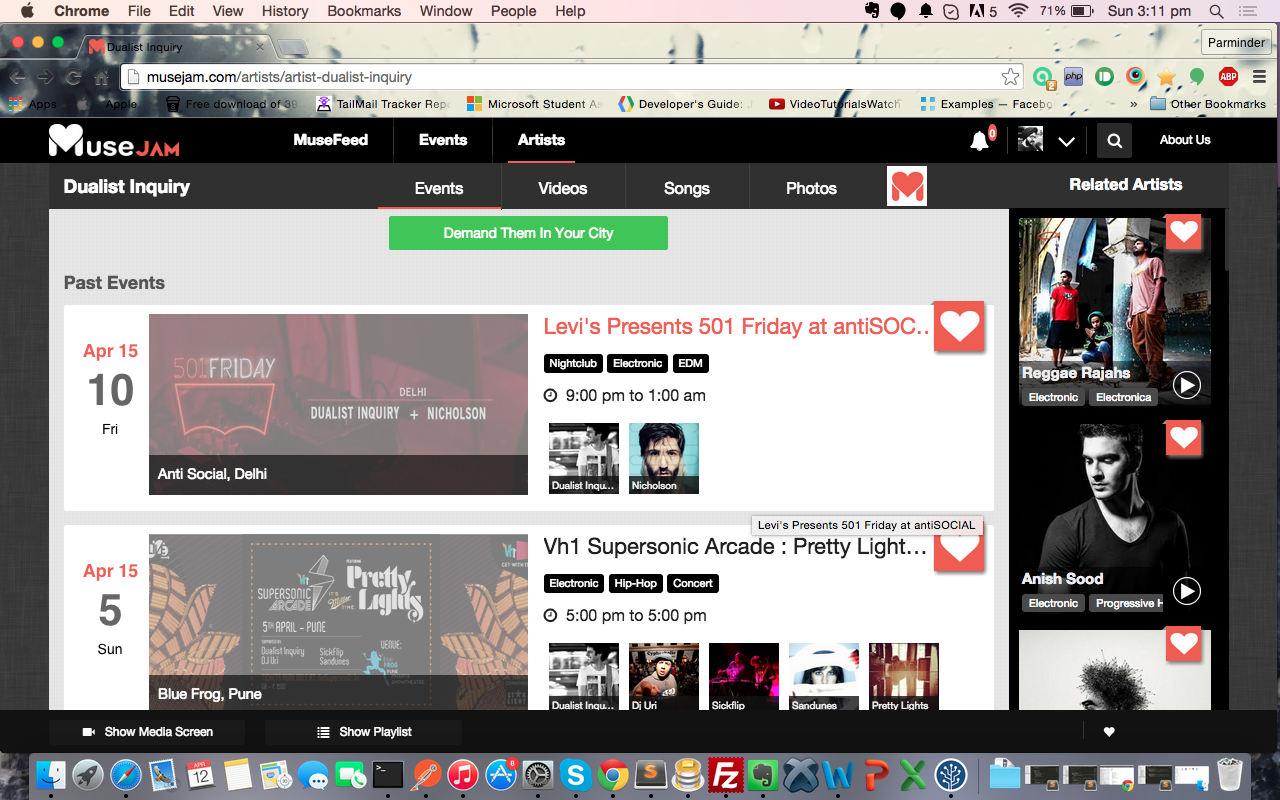 Chrome File Edit View History Bookmarks Window People Help 5 71% Sun 3:11 pm
Dualist Inquiry Parminder
musejam.com/artists/artist-dualist-inquiry 2 php ABP
Apps Apple Free download of 39 TailMail Tracker Repo Microsoft Student As Developer's Guide: VideoTutorialsWatch Examples — Facebo » Other Bookmarks
MUSEJAM MuseFeed Events Artists 0 About Us
Dualist Inquiry Events Videos Songs Photos Related Artists
Demand Them In Your City
Past Events
Apr 15
10
Fri
501FRIDAY
DELHI
DUALIST INQUIRY + NICHOLSON
Anti Social, Delhi
Levi's Presents 501 Friday at antiSOC..
Nightclub Electronic EDM
9:00 pm to 1:00 am
Dualist Inqu... Nicholson
Levi's Presents 501 Friday at antiSOCIAL
Apr 15
5
Sun
SUPERSONIC ARCADE
Pretty Lights
5TH APRIL - PUNE
VENUE:
Dualist Inquiry SickFlip
DJ Uri Sandunes
Blue Frog, Pune
Vh1 Supersonic Arcade : Pretty Light...
Electronic Hip-Hop Concert
5:00 pm to 5:00 pm
Dualist Inqu... Dj Uri Sickflip Sandunes Pretty Lights
Reggae Rajahs
Electronic Electronica
Anish Sood
Electronic Progressive H
Show Media Screen Show Playlist
APR
12
8